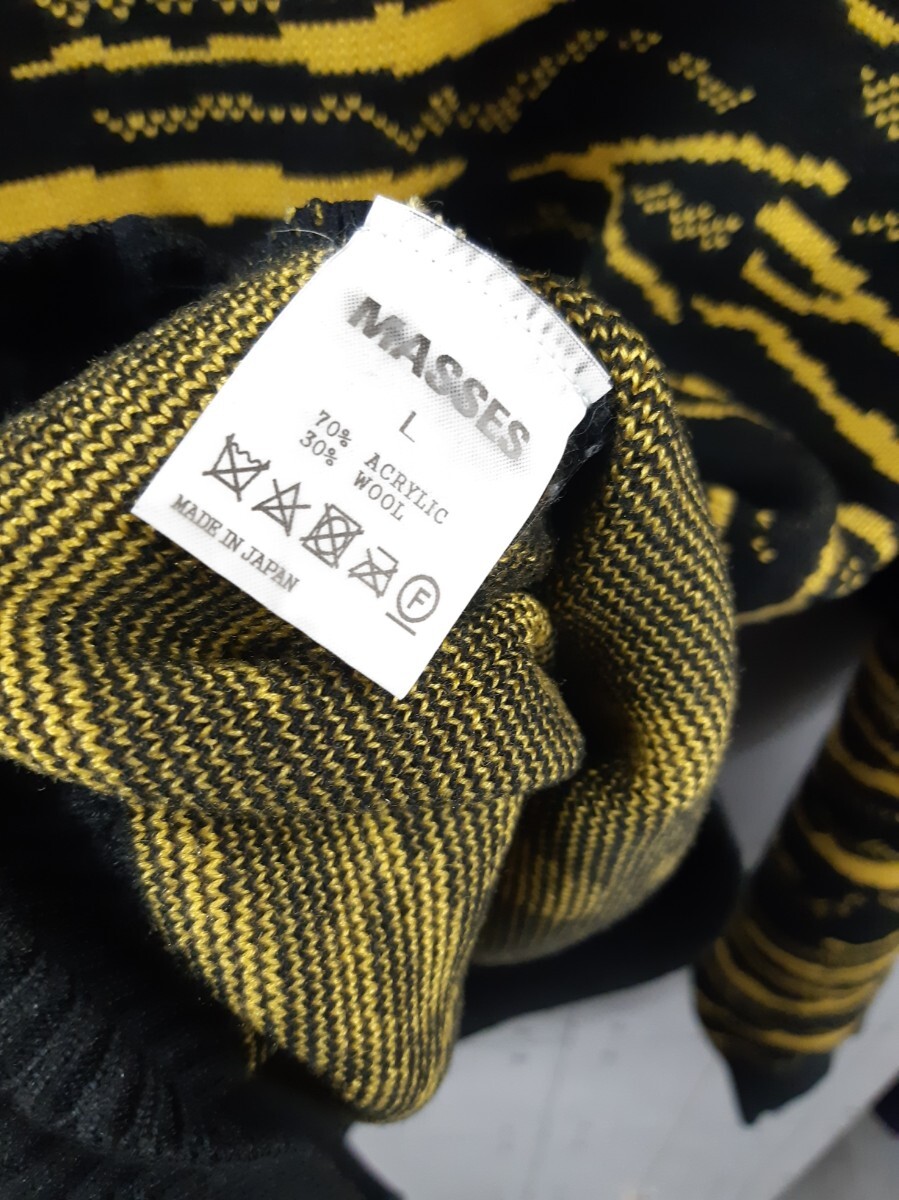 MASSES
L
70% ACRYLIC
30% WOOL
F
MADE IN JAPAN